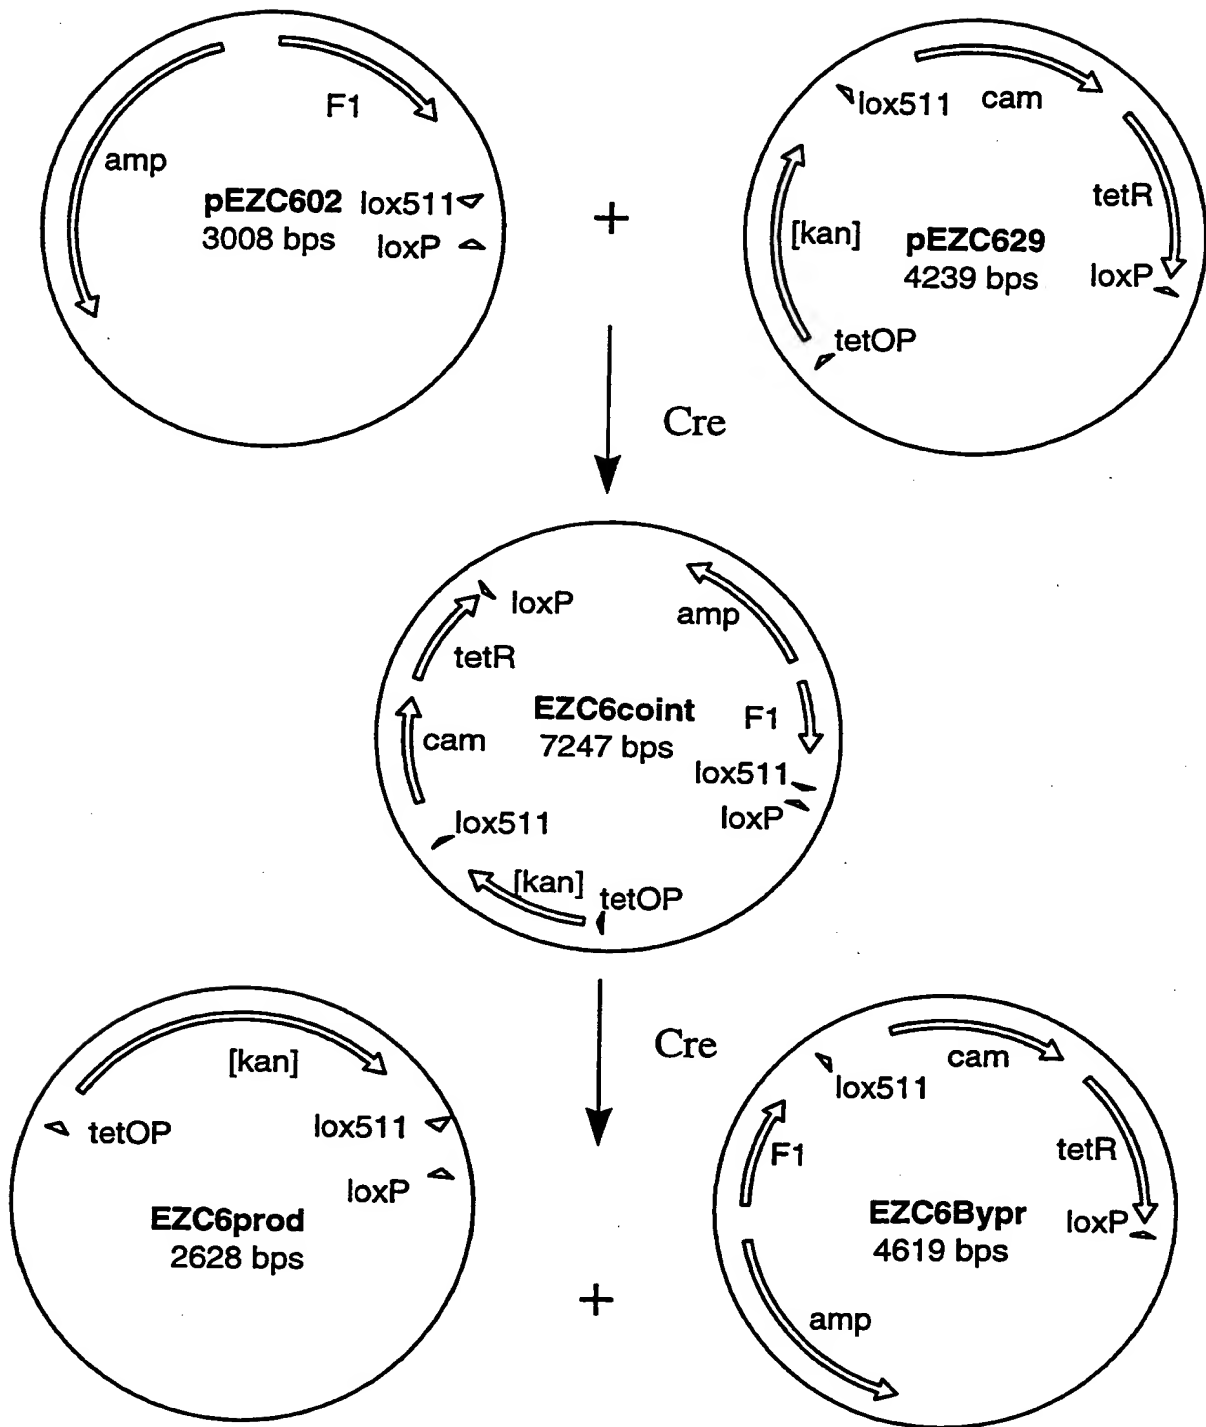 F1
amp
pEZC602
3008 bps
lox511
loxP
+
lox511
cam
tetR
[kan]
pEZC629
4239 bps
loxP
tetOP
Cre
loxP
amp
tetR
EZC6coint
7247 bps
F1
cam
lox511
loxP
lox511
[kan]
tetOP
Cre
[kan]
tetOP
lox511
loxP
EZC6prod
2628 bps
+
cam
lox511
F1
tetR
EZC6Bypr
4619 bps
loxP
amp